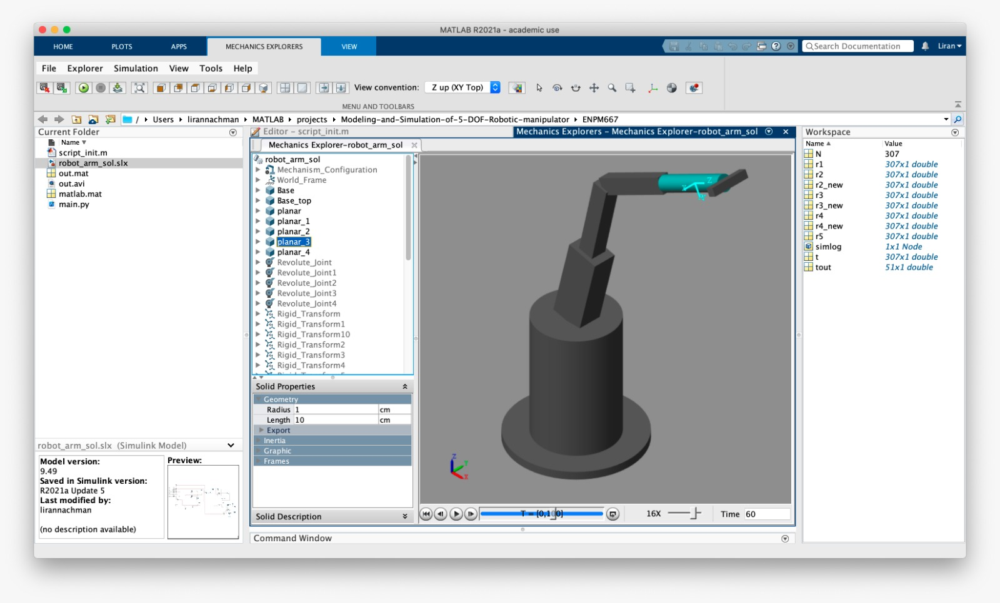 MATLAB R2021a - academic use
HOME PLOTS APPS MECHANICS EXPLORERS VIEW
Search Documentation
Liran
File Explorer Simulation View Tools Help
View convention: Z up (XY Top)
MENU AND TOOLBARS
/ Users lirannachman MATLAB projects Modeling-and-Simulation-of-5-DOF-Robotic-manipulator ENPM667
Current Folder
Name
script_init.m
robot_arm_sol.slx
out.mat
out.avi
matlab.mat
main.py
robot_arm_sol.slx (Simulink Model)
Model version:
9.49
Saved in Simulink version:
R2021a Update 5
Last modified by:
lirannachman
(no description available)
Preview:
Editor - script_init.m
Mechanics Explorers - Mechanics Explorer-robot_arm_sol
Mechanics Explorer-robot_arm_sol
robot_arm_sol
Mechanism_Configuration
World_Frame
Base
Base_top
planar
planar_1
planar_2
planar_3
planar_4
Revolute_Joint
Revolute_Joint1
Revolute_Joint2
Revolute_Joint3
Revolute_Joint4
Rigid_Transform
Rigid_Transform1
Rigid_Transform10
Rigid_Transform2
Rigid_Transform3
Rigid_Transform4
Solid Properties
Geometry
Radius 1 cm
Length 10 cm
Export
Inertia
Graphic
Frames
Solid Description
Z
X
Y
Z
Y
X
T = [0,100]
16X
Time 60
Command Window
Workspace
Name Value
N 307
r1 307x1 double
r2 307x1 double
r2_new 307x1 double
r3 307x1 double
r3_new 307x1 double
r4 307x1 double
r4_new 307x1 double
r5 307x1 double
simlog 1x1 Node
t 307x1 double
tout 51x1 double